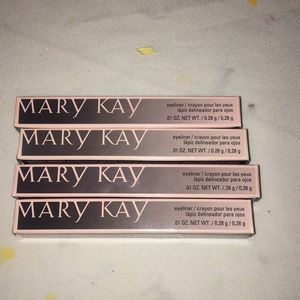 MARY KAY
eyeliner / crayon pour les yeux
lápiz delineador para ojos
.01 OZ. NET WT. / 0.28 g / 0,28 g
MARY KAY
eyeliner / crayon pour les yeux
lápiz delineador para ojos
.01 OZ. NET WT. / 0.28 g / 0,28 g
MARY KAY
eyeliner / crayon pour les yeux
lápiz delineador para ojos
.01 OZ. NET WT. / .28 g / 0,28 g
MARY KAY
eyeliner / crayon pour les yeux
lápiz delineador para ojos
.01 OZ. NET WT. / 0.28 g / 0,28 g